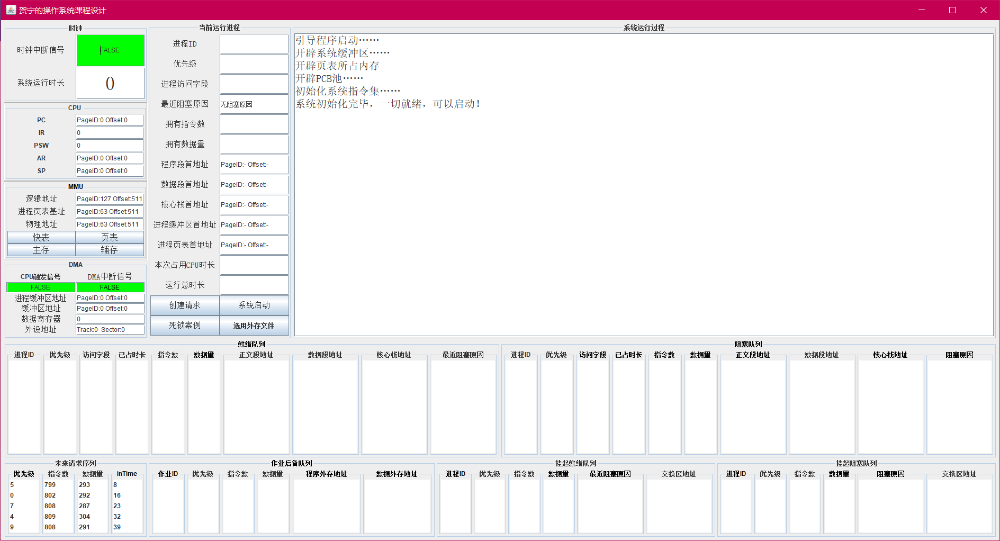 贺宁的操作系统课程设计
时钟
时钟中断信号 FALSE
系统运行时长 0
CPU
PC PageID:0 Offset:0
IR 0
PSW 0
AR PageID:0 Offset:0
SP PageID:0 Offset:0
MMU
逻辑地址 PageID:127 Offset:511
进程页表基址 PageID:63 Offset:511
物理地址 PageID:63 Offset:511
快表 页表
主存 辅存
DMA
CPU触发信号 DMA中断信号
FALSE FALSE
进程缓冲区地址 PageID:0 Offset:0
缓冲区地址 PageID:0 Offset:0
数据寄存器 0
外设地址 Track:0 Sector:0
当前运行进程
进程ID
优先级
进程访问字段
最近阻塞原因 无阻塞原因
拥有指令数
拥有数据量
程序段首地址 PageID:- Offset:-
数据段首地址 PageID:- Offset:-
核心栈首地址 PageID:- Offset:-
进程缓冲区首地址 PageID:- Offset:-
进程页表首地址 PageID:- Offset:-
本次占用CPU时长
运行总时长
创建请求 系统启动
死锁案例 选用外存文件
系统运行过程
引导程序启动……
开辟系统缓冲区……
开辟页表所占内存
开辟PCB池……
初始化系统指令集……
系统初始化完毕，一切就绪，可以启动！
就绪队列
进程ID 优先级 访问字段 已占时长 指令数 数据量 正文段地址 数据段地址 核心栈地址 最近阻塞原因
阻塞队列
进程ID 优先级 访问字段 已占时长 指令数 数据量 正文段地址 数据段地址 核心栈地址 阻塞原因
未来请求序列
优先级 指令数 数据量 inTime
5 799 293 8
0 802 292 16
7 808 287 23
4 809 304 32
9 808 291 39
作业后备队列
作业ID 优先级 指令数 数据量 程序外存地址 数据外存地址
挂起就绪队列
进程ID 优先级 指令数 数据量 最近阻塞原因 交换区地址
挂起阻塞队列
进程ID 优先级 指令数 数据量 阻塞原因 交换区地址